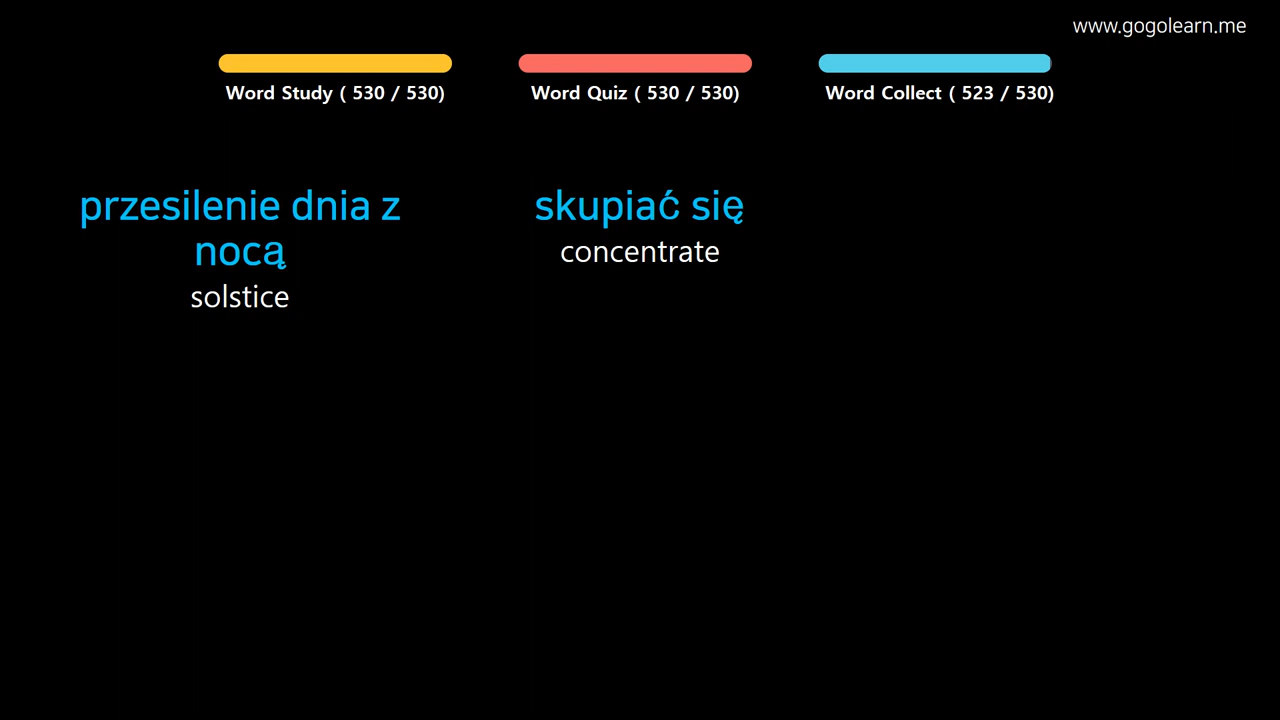 www.gogolearn.me
Word Study ( 530 / 530)
Word Quiz ( 530 / 530)
Word Collect ( 523 / 530)
przesilenie dnia z
nocą
solstice
skupiać się
concentrate